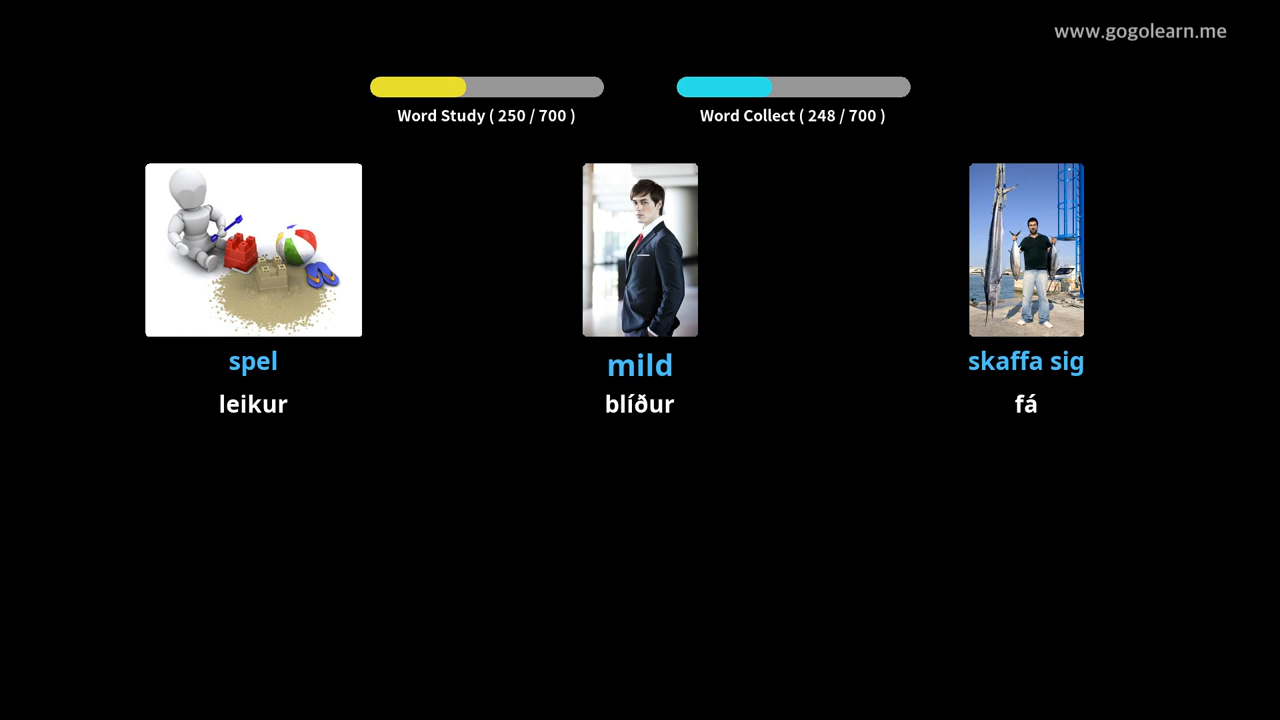 www.gogolearn.me
Word Study ( 250 / 700 )
Word Collect ( 248 / 700 )
spel
mild
skaffa sig
leikur
blíður
fá